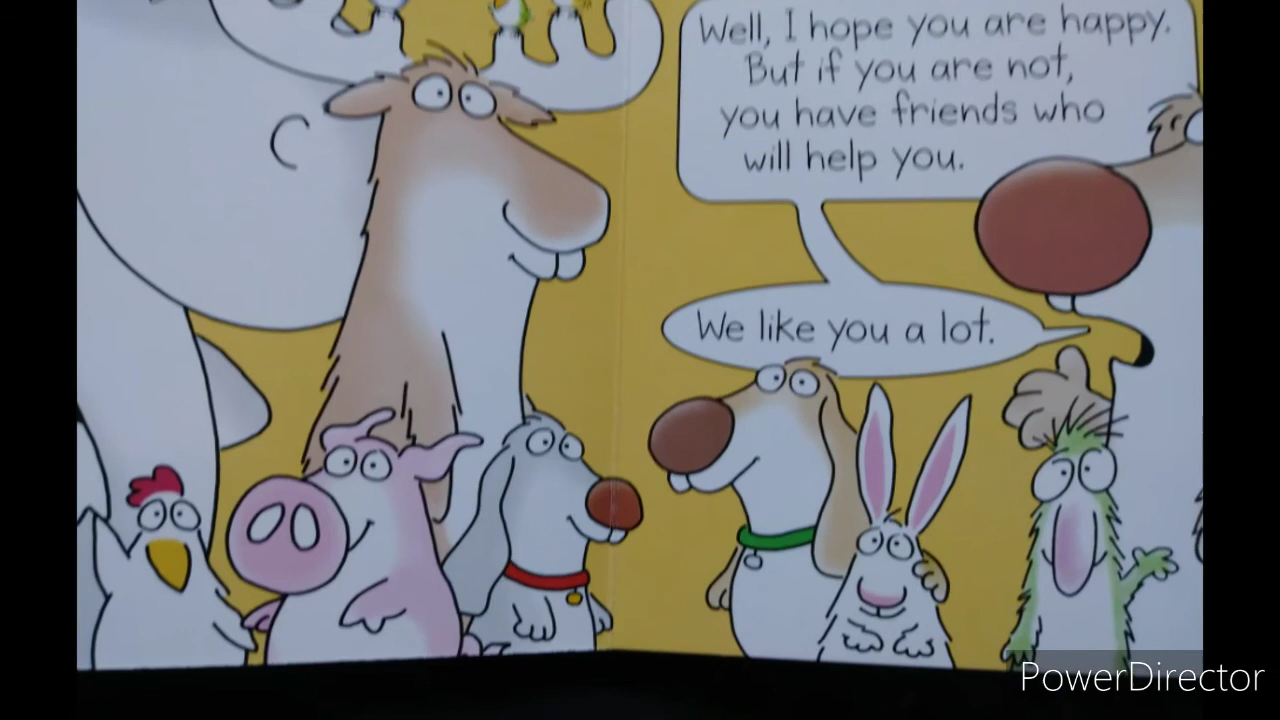 Well, I hope you are happy.
But if you are not,
you have friends who
will help you.
We like you a lot.
PowerDirector